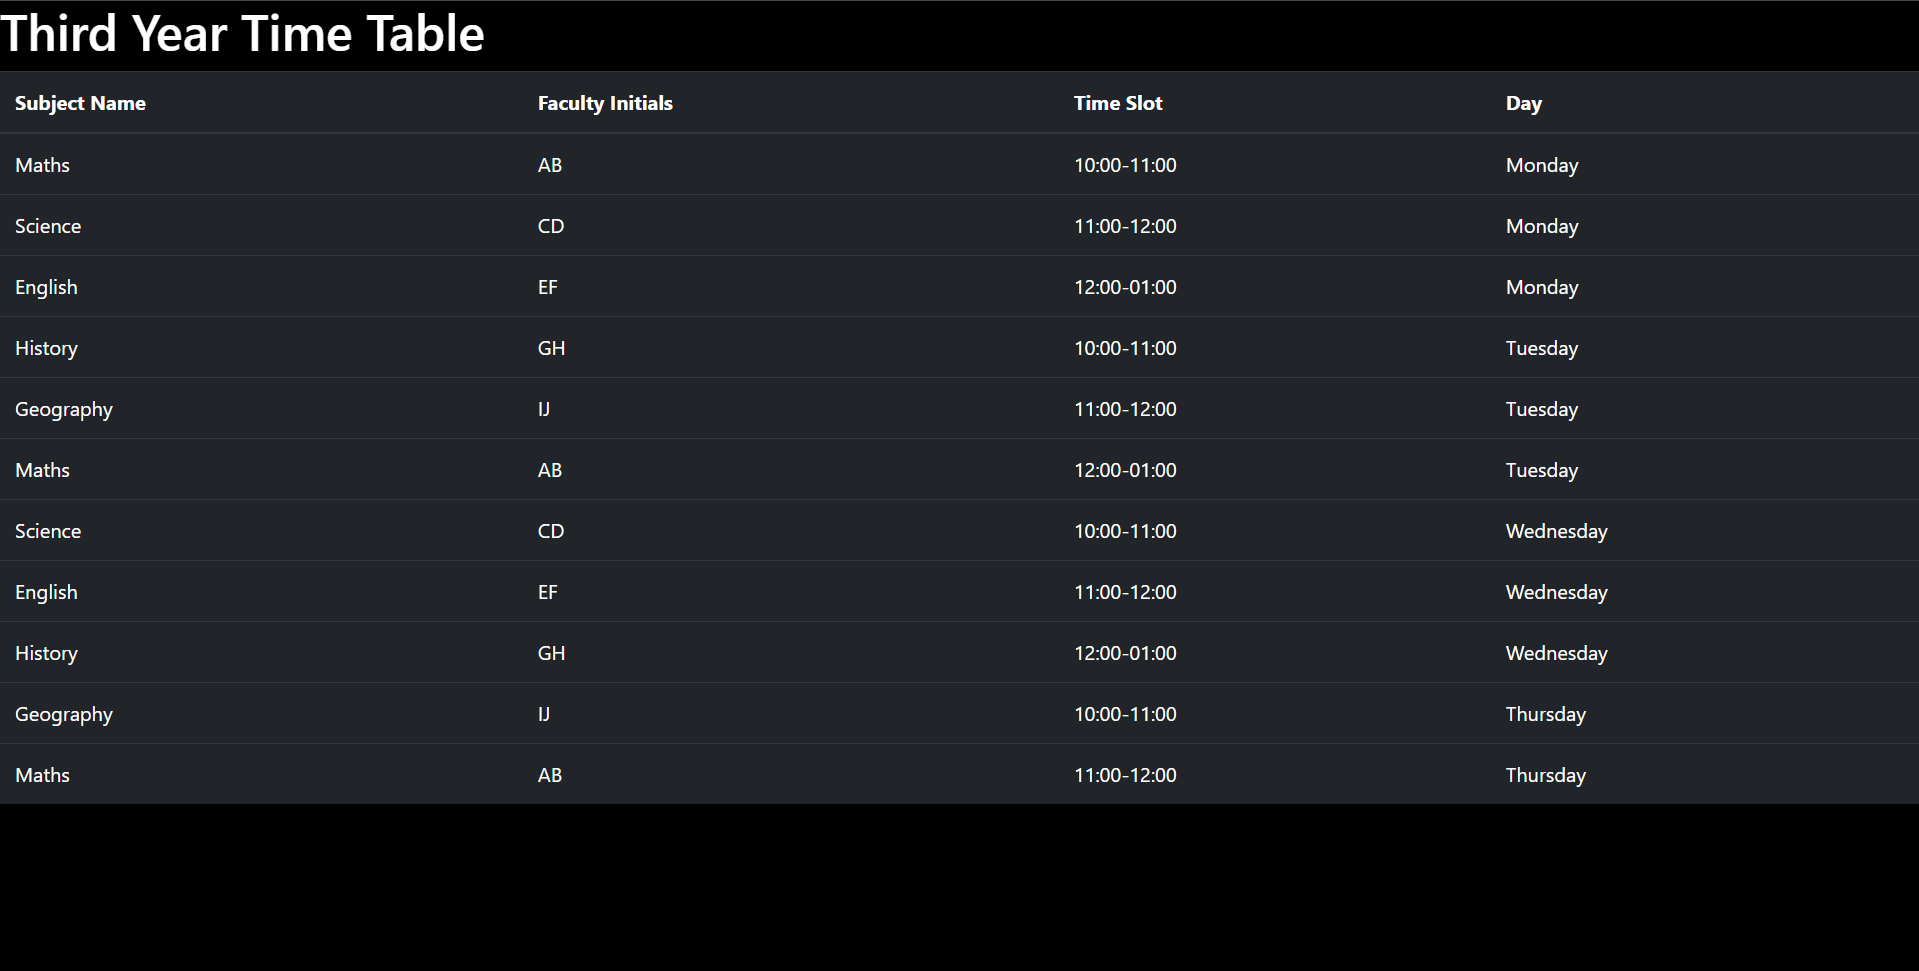 Third Year Time Table
Subject Name Faculty Initials Time Slot Day
Maths AB 10:00-11:00 Monday
Science CD 11:00-12:00 Monday
English EF 12:00-01:00 Monday
History GH 10:00-11:00 Tuesday
Geography IJ 11:00-12:00 Tuesday
Maths AB 12:00-01:00 Tuesday
Science CD 10:00-11:00 Wednesday
English EF 11:00-12:00 Wednesday
History GH 12:00-01:00 Wednesday
Geography IJ 10:00-11:00 Thursday
Maths AB 11:00-12:00 Thursday